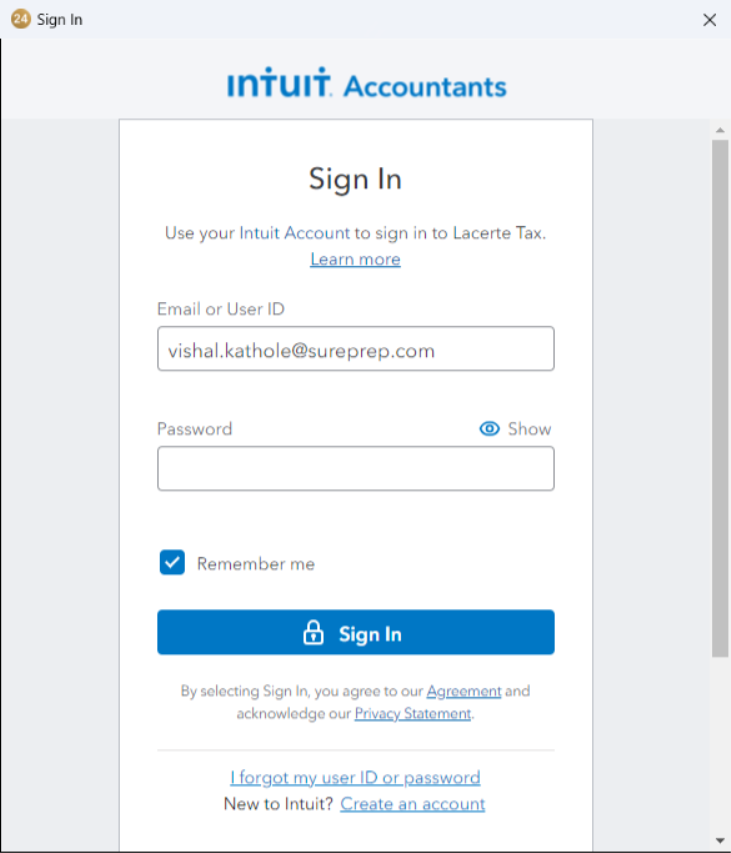 24 Sign In
INTUIT Accountants
Sign In
Use your Intuit Account to sign in to Lacerte Tax.
Learn more
Email or User ID
vishal.kathole@sureprep.com
Password Show
Remember me
Sign In
By selecting Sign In, you agree to our Agreement and
acknowledge our Privacy Statement.
I forgot my user ID or password
New to Intuit? Create an account